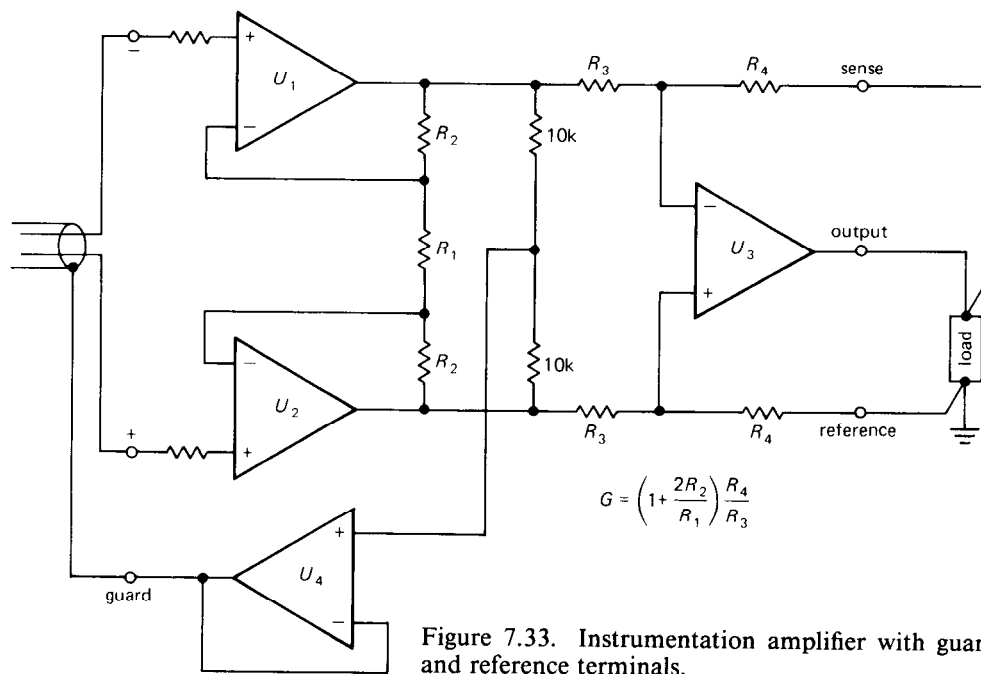 −
+
U1
−
R2
10k
R3
R4
sense
R1
−
U3
+
output
load
−
U2
+
R2
10k
+
R3
R4
reference
G = (1 + 2R2/R1) R4/R3
guard
+
U4
−
Figure 7.33. Instrumentation amplifier with guar
and reference terminals.